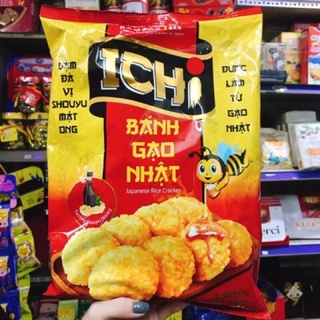 ICHi
ĐẬM
ĐÀ VỊ
SHOUYU
MẬT
ONG
ĐƯỢC
LÀM
TỪ
GẠO
NHẬT
BÁNH
GẠO
NHẬT
Japanese Rice Cracker